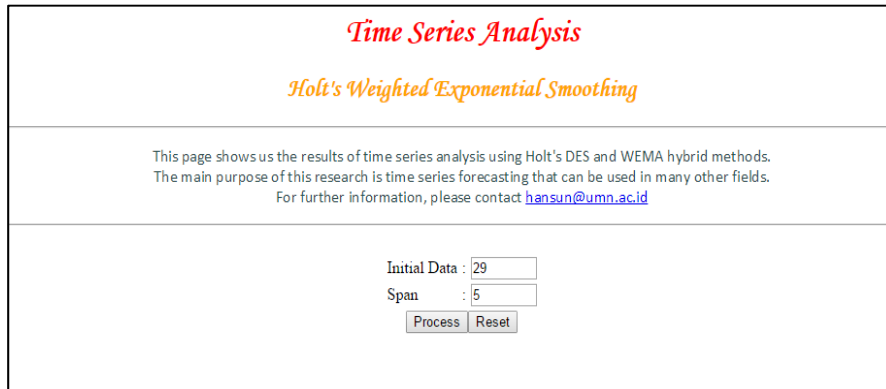 Time Series Analysis
Holt's Weighted Exponential Smoothing
This page shows us the results of time series analysis using Holt's DES and WEMA hybrid methods.
The main purpose of this research is time series forecasting that can be used in many other fields.
For further information, please contact hansun@umn.ac.id
Initial Data : 29
Span : 5
Process Reset